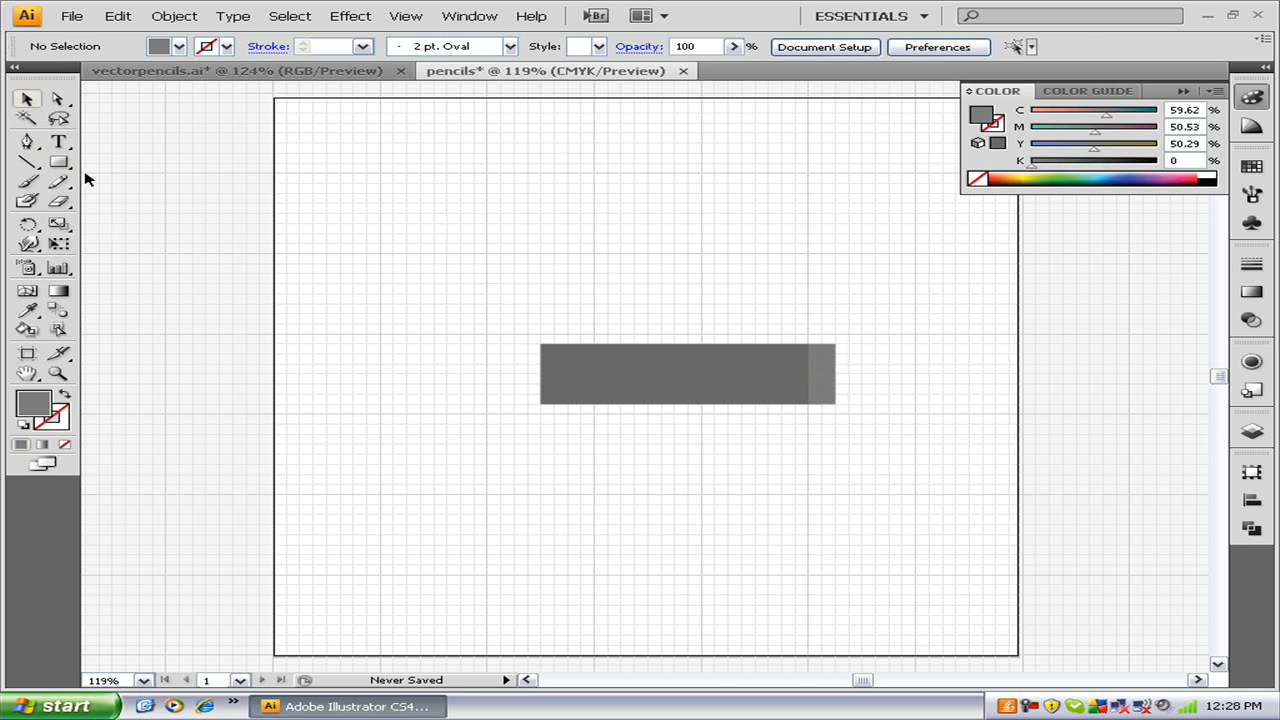 Ai File Edit Object Type Select Effect View Window Help Br ESSENTIALS
No Selection Stroke: 2 pt. Oval Style: Opacity: 100 % Document Setup Preferences
vectorpencils.ai* @ 124% (RGB/Preview) pencils* @ 119% (CMYK/Preview)
COLOR COLOR GUIDE
C 59.62 %
M 50.53 %
Y 50.29 %
K 0 %
T
119% 1 Never Saved
start Ai Adobe Illustrator CS4... 12:28 PM